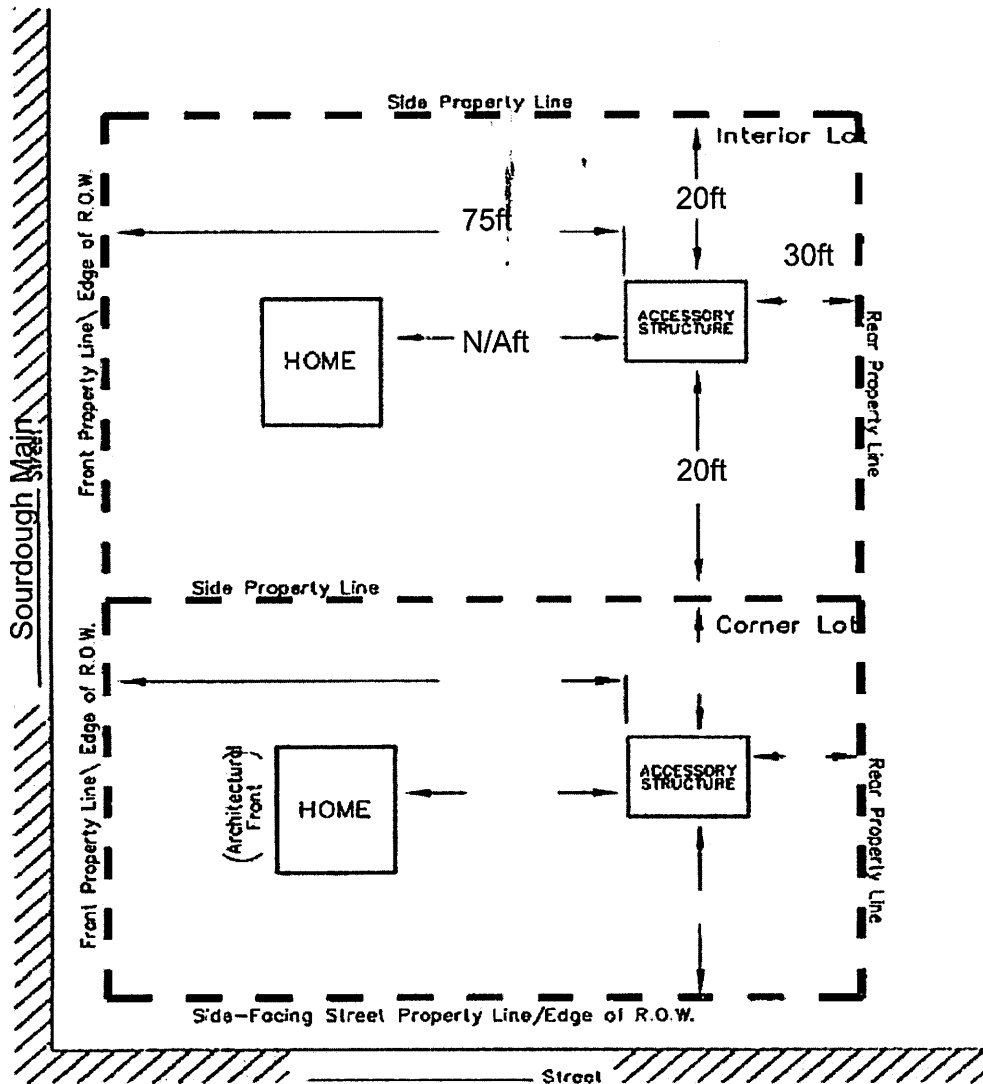 Side Property Line
Interior Lot
20ft
75ft
30ft
Front Property Line\ Edge of R.O.W.
ACCESSORY
STRUCTURE
HOME
N/Aft
Rear Property Line
20ft
Sourdough Main
Street
Side Property Line
Corner Lot
Front Property Line\ Edge of R.O.W.
(Architectural)
( Front )
HOME
ACCESSORY
STRUCTURE
Rear Property Line
Side-Facing Street Property Line/Edge of R.O.W.
Street